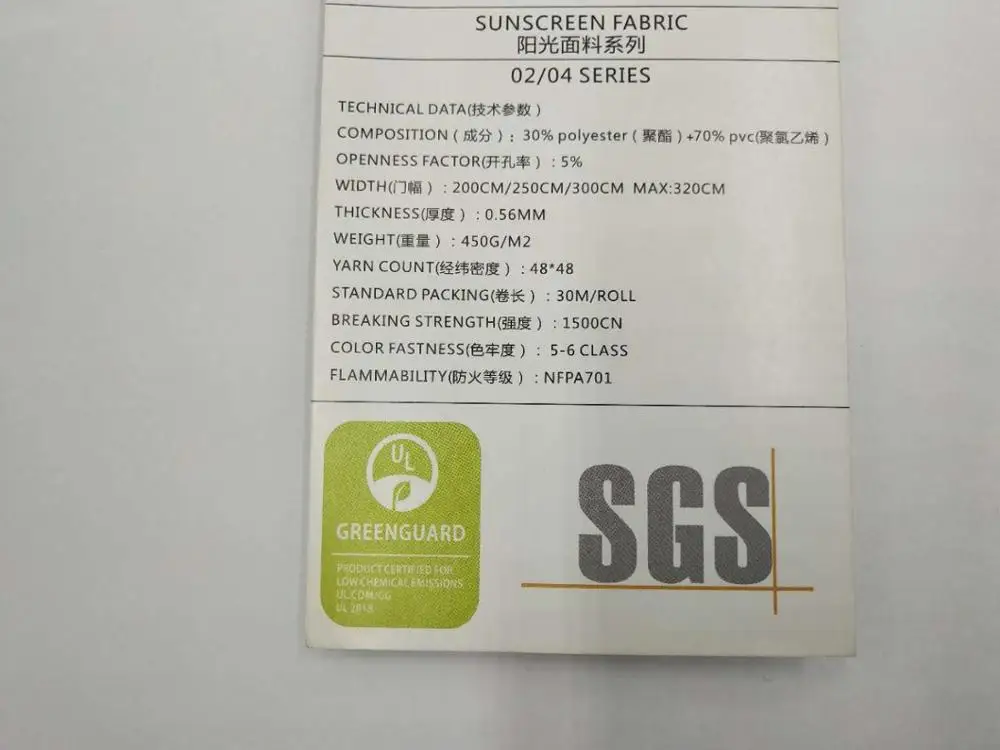 SUNSCREEN FABRIC
阳光面料系列
02/04 SERIES
TECHNICAL DATA(技术参数)
COMPOSITION(成分): 30% polyester(聚酯)+70% pvc(聚氯乙烯)
OPENNESS FACTOR(开孔率):5%
WIDTH(门幅):200CM/250CM/300CM MAX:320CM
THICKNESS(厚度):0.56MM
WEIGHT(重量):450G/M2
YARN COUNT(经纬密度):48*48
STANDARD PACKING(卷长):30M/ROLL
BREAKING STRENGTH(强度):1500CN
COLOR FASTNESS(色牢度): 5-6 CLASS
FLAMMABILITY(防火等级):NFPA701
UL
GREENGUARD
PRODUCT CERTIFIED FOR
LOW CHEMICAL EMISSIONS
UL.COM/GG
UL 2818
SGS